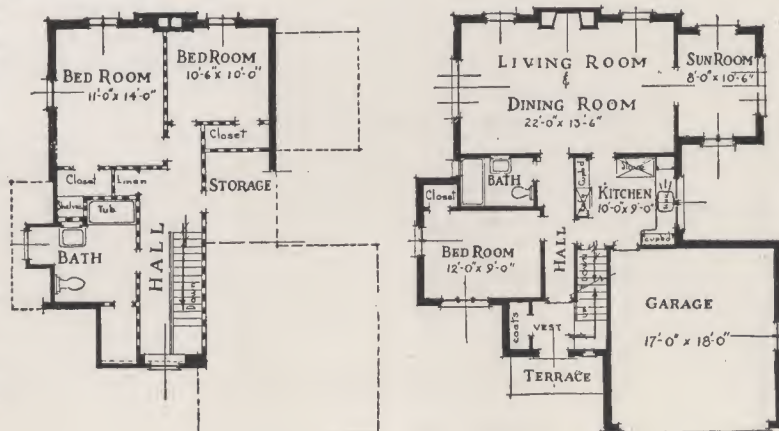 BED ROOM
11'-0" x 14'-0"
BED ROOM
10'-6" x 10'-0"
Closet
STORAGE
Closet
Linen
Shelves
Tub
BATH
HALL
Down
LIVING ROOM
&
DINING ROOM
22'-0" x 13'-6"
SUN ROOM
8'-0" x 10'-6"
BATH
Closet
Stove
KITCHEN
10'-0" x 9'-0"
Cupb'd
BED ROOM
12'-0" x 9'-0"
HALL
Down
UP
coats
VEST
TERRACE
GARAGE
17'-0" x 18'-0"